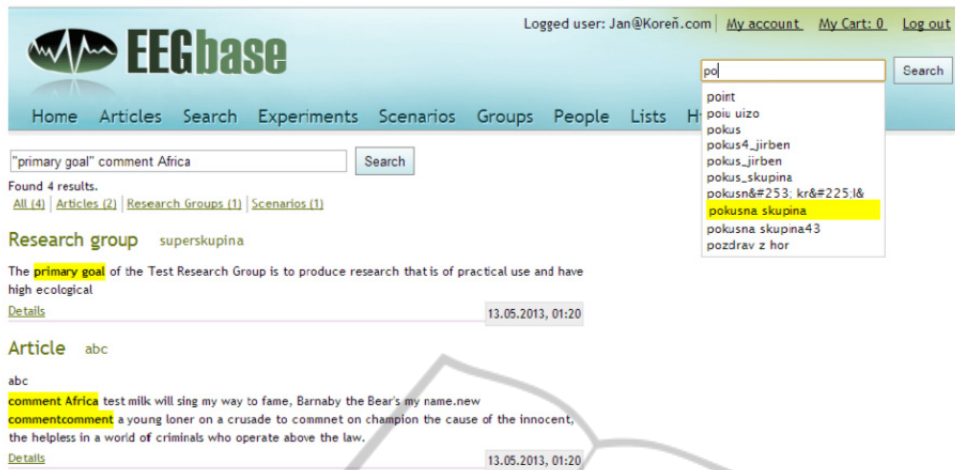 Logged user: Jan@Koreň.com | My account My Cart: 0 Log out
EEGbase
po Search
Home Articles Search Experiments Scenarios Groups People Lists H
point
poiu uizo
pokus
pokus4_jirben
pokus_jirben
pokus_skupina
pokusn&#253; kr&#225;l&
pokusna skupina
pokusna skupina43
pozdrav z hor
"primary goal" comment Africa Search
Found 4 results.
All (4) | Articles (2) | Research Groups (1) | Scenarios (1)
Research group superskupina
The primary goal of the Test Research Group is to produce research that is of practical use and have
high ecological
Details 13.05.2013, 01:20
Article abc
abc
comment Africa test milk will sing my way to fame, Barnaby the Bear's my name.new
commentcomment a young loner on a crusade to commnet on champion the cause of the innocent,
the helpless in a world of criminals who operate above the law.
Details 13.05.2013, 01:20